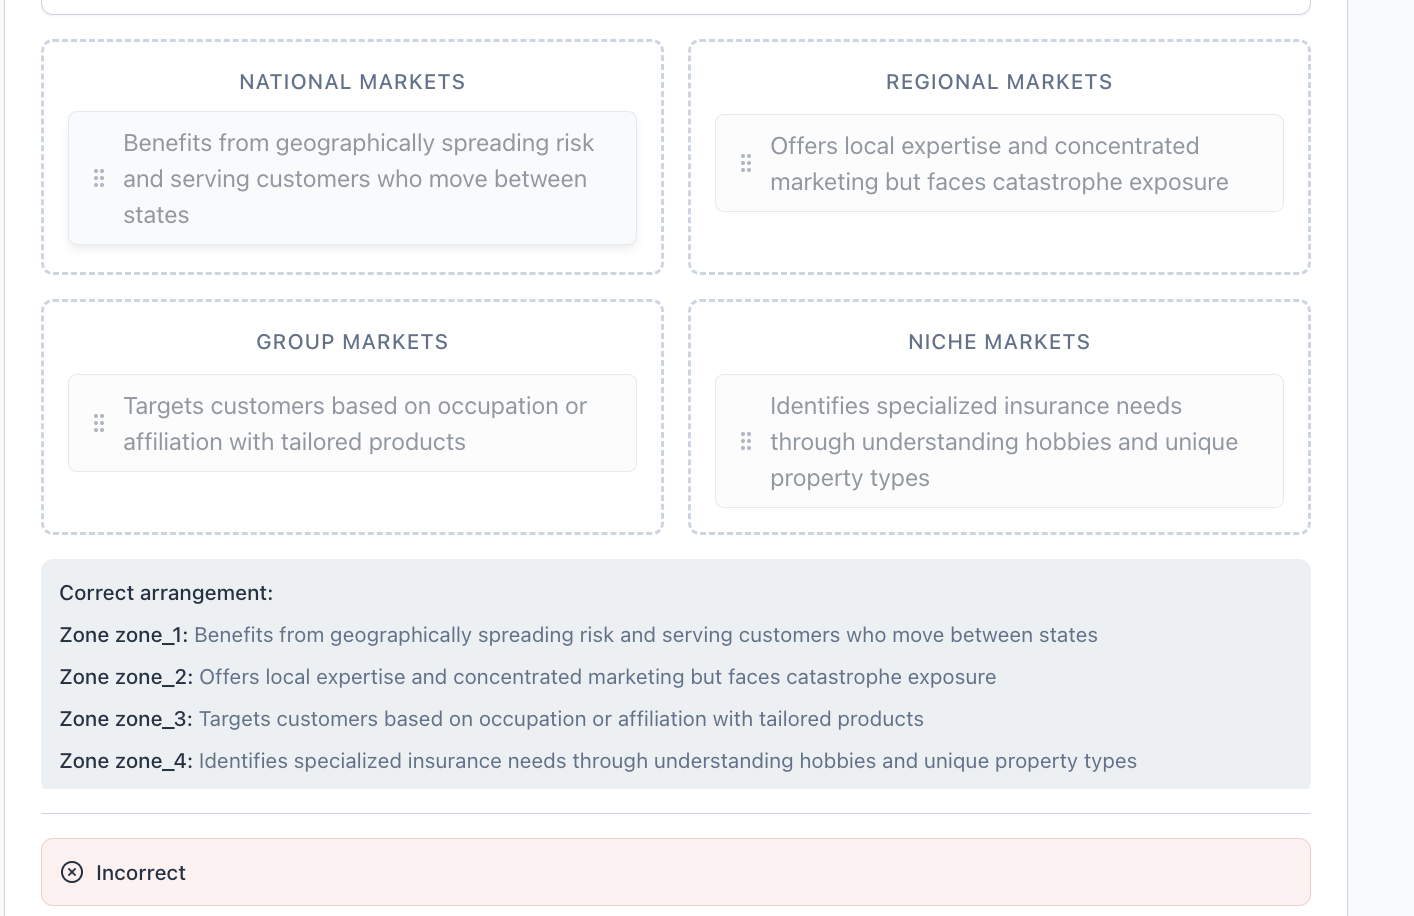 NATIONAL MARKETS
Benefits from geographically spreading risk
and serving customers who move between
states
REGIONAL MARKETS
Offers local expertise and concentrated
marketing but faces catastrophe exposure
GROUP MARKETS
Targets customers based on occupation or
affiliation with tailored products
NICHE MARKETS
Identifies specialized insurance needs
through understanding hobbies and unique
property types
Correct arrangement:
Zone zone_1: Benefits from geographically spreading risk and serving customers who move between states
Zone zone_2: Offers local expertise and concentrated marketing but faces catastrophe exposure
Zone zone_3: Targets customers based on occupation or affiliation with tailored products
Zone zone_4: Identifies specialized insurance needs through understanding hobbies and unique property types
Incorrect